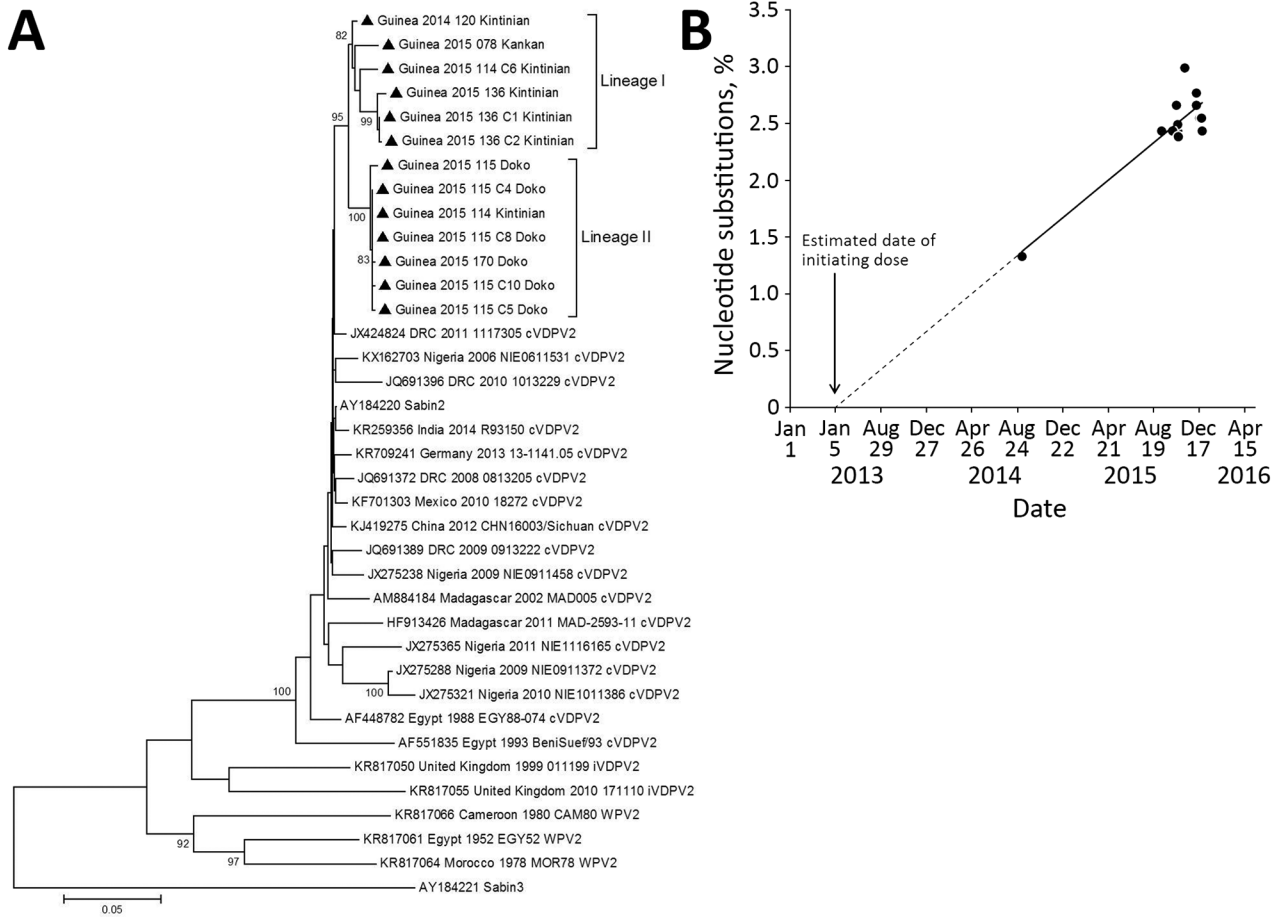 A
82
Guinea 2014 120 Kintinian
Guinea 2015 078 Kankan
Guinea 2015 114 C6 Kintinian
Lineage I
Guinea 2015 136 Kintinian
95
99
Guinea 2015 136 C1 Kintinian
Guinea 2015 136 C2 Kintinian
Guinea 2015 115 Doko
Guinea 2015 115 C4 Doko
100
Guinea 2015 114 Kintinian
Guinea 2015 115 C8 Doko
Lineage II
83
Guinea 2015 170 Doko
Guinea 2015 115 C10 Doko
Guinea 2015 115 C5 Doko
JX424824 DRC 2011 1117305 cVDPV2
KX162703 Nigeria 2006 NIE0611531 cVDPV2
JQ691396 DRC 2010 1013229 cVDPV2
AY184220 Sabin2
KR259356 India 2014 R93150 cVDPV2
KR709241 Germany 2013 13-1141.05 cVDPV2
JQ691372 DRC 2008 0813205 cVDPV2
KF701303 Mexico 2010 18272 cVDPV2
KJ419275 China 2012 CHN16003/Sichuan cVDPV2
JQ691389 DRC 2009 0913222 cVDPV2
JX275238 Nigeria 2009 NIE0911458 cVDPV2
AM884184 Madagascar 2002 MAD005 cVDPV2
HF913426 Madagascar 2011 MAD-2593-11 cVDPV2
JX275365 Nigeria 2011 NIE1116165 cVDPV2
JX275288 Nigeria 2009 NIE0911372 cVDPV2
100
100
JX275321 Nigeria 2010 NIE1011386 cVDPV2
AF448782 Egypt 1988 EGY88-074 cVDPV2
AF551835 Egypt 1993 BeniSuef/93 cVDPV2
KR817050 United Kingdom 1999 011199 iVDPV2
KR817055 United Kingdom 2010 171110 iVDPV2
KR817066 Cameroon 1980 CAM80 WPV2
92
KR817061 Egypt 1952 EGY52 WPV2
97
KR817064 Morocco 1978 MOR78 WPV2
AY184221 Sabin3
0.05
B
Nucleotide substitutions, %
3.5
3.0
2.5
2.0
1.5
1.0
0.5
0
Estimated date of
initiating dose
Jan Jan Aug Dec Apr Aug Dec Apr Aug Dec Apr
1 5 29 27 26 24 22 21 19 17 15
2013 2014 2015 2016
Date